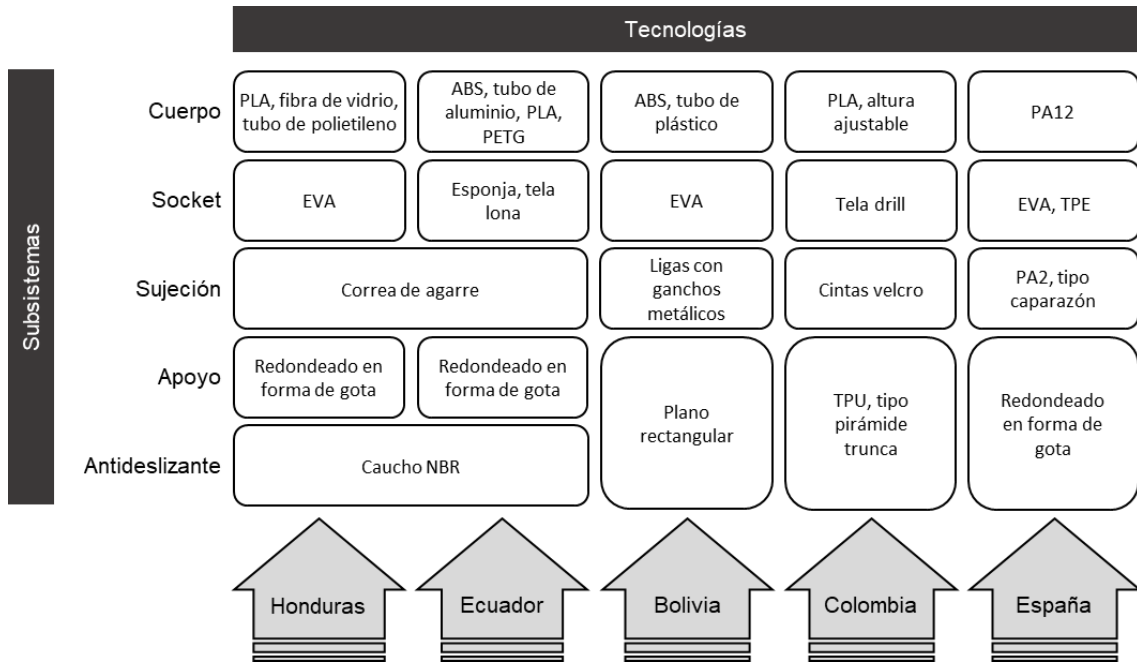 Tecnologías
Subsistemas
Cuerpo
PLA, fibra de vidrio,
tubo de polietileno
ABS, tubo de
aluminio, PLA,
PETG
ABS, tubo de
plástico
PLA, altura
ajustable
PA12
Socket
EVA
Esponja, tela
lona
EVA
Tela drill
EVA, TPE
Sujeción
Correa de agarre
Ligas con
ganchos
metálicos
Cintas velcro
PA2, tipo
caparazón
Apoyo
Redondeado en
forma de gota
Redondeado en
forma de gota
Plano
rectangular
TPU, tipo
pirámide
trunca
Redondeado
en forma de
gota
Antideslizante
Caucho NBR
Honduras
Ecuador
Bolivia
Colombia
España